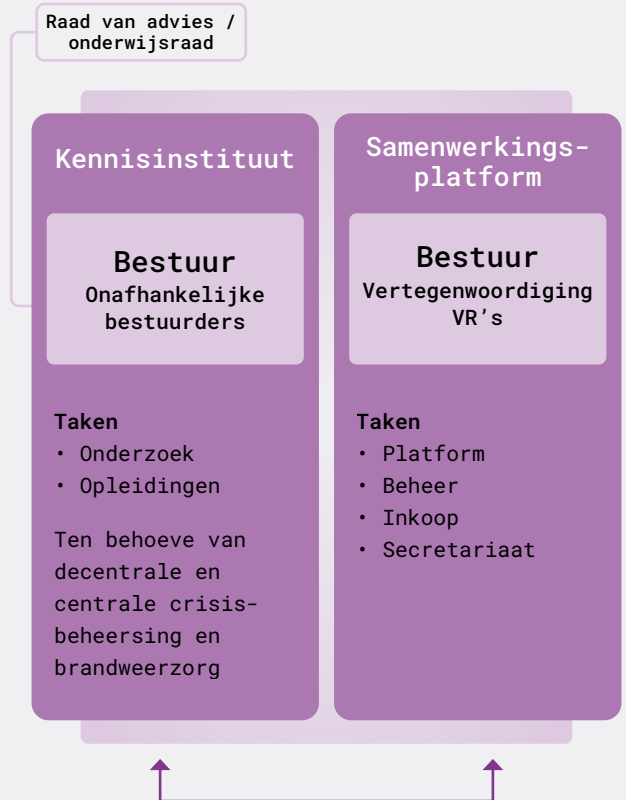 Raad van advies /
onderwijsraad
Kennisinstituut
Bestuur
Onafhankelijke
bestuurders
Taken
• Onderzoek
• Opleidingen
Ten behoeve van
decentrale en
centrale crisis-
beheersing en
brandweerzorg
Samenwerkings-
platform
Bestuur
Vertegenwoordiging
VR’s
Taken
• Platform
• Beheer
• Inkoop
• Secretariaat